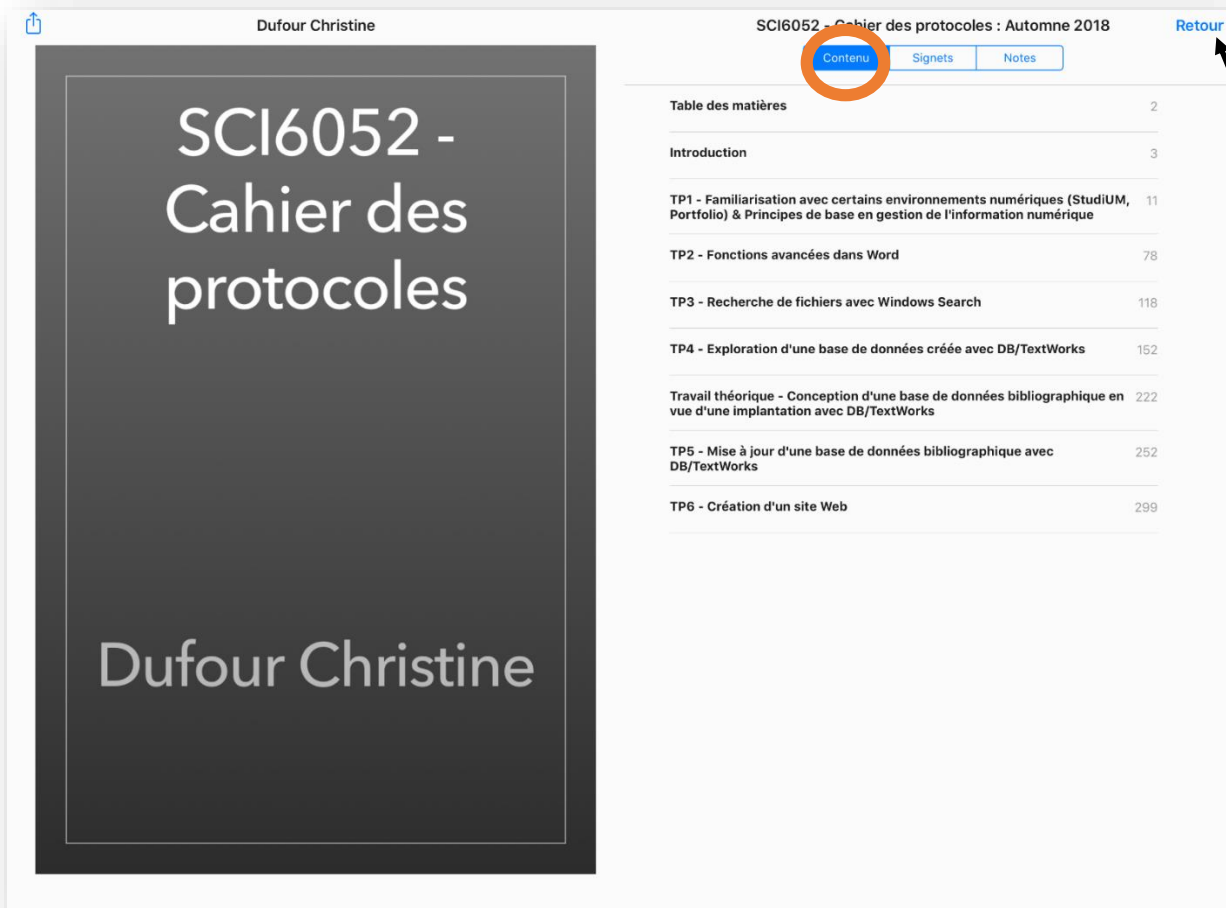 Dufour Christine
SCI6052 - Cahier des protocoles : Automne 2018
Retour
Contenu
Signets
Notes
SCI6052 -
Cahier des
protocoles
Dufour Christine
Table des matières 2
Introduction 3
TP1 - Familiarisation avec certains environnements numériques (StudiUM, 11
Portfolio) & Principes de base en gestion de l'information numérique
TP2 - Fonctions avancées dans Word 78
TP3 - Recherche de fichiers avec Windows Search 118
TP4 - Exploration d'une base de données créée avec DB/TextWorks 152
Travail théorique - Conception d'une base de données bibliographique en 222
vue d'une implantation avec DB/TextWorks
TP5 - Mise à jour d'une base de données bibliographique avec 252
DB/TextWorks
TP6 - Création d'un site Web 299